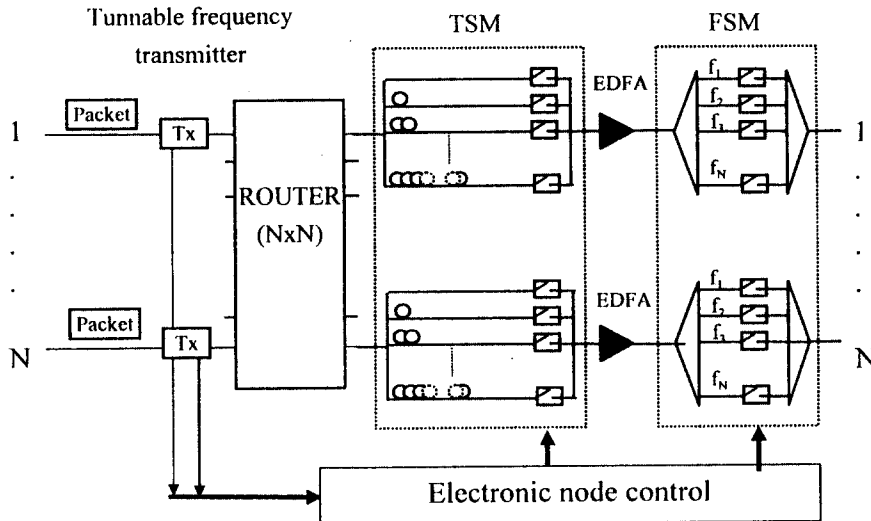 Tunnable frequency
transmitter
TSM
FSM
EDFA
f1
f2
f3
fN
Packet
Tx
1
1
ROUTER
(NxN)
EDFA
f1
f2
f3
fN
Packet
Tx
N
N
Electronic node control